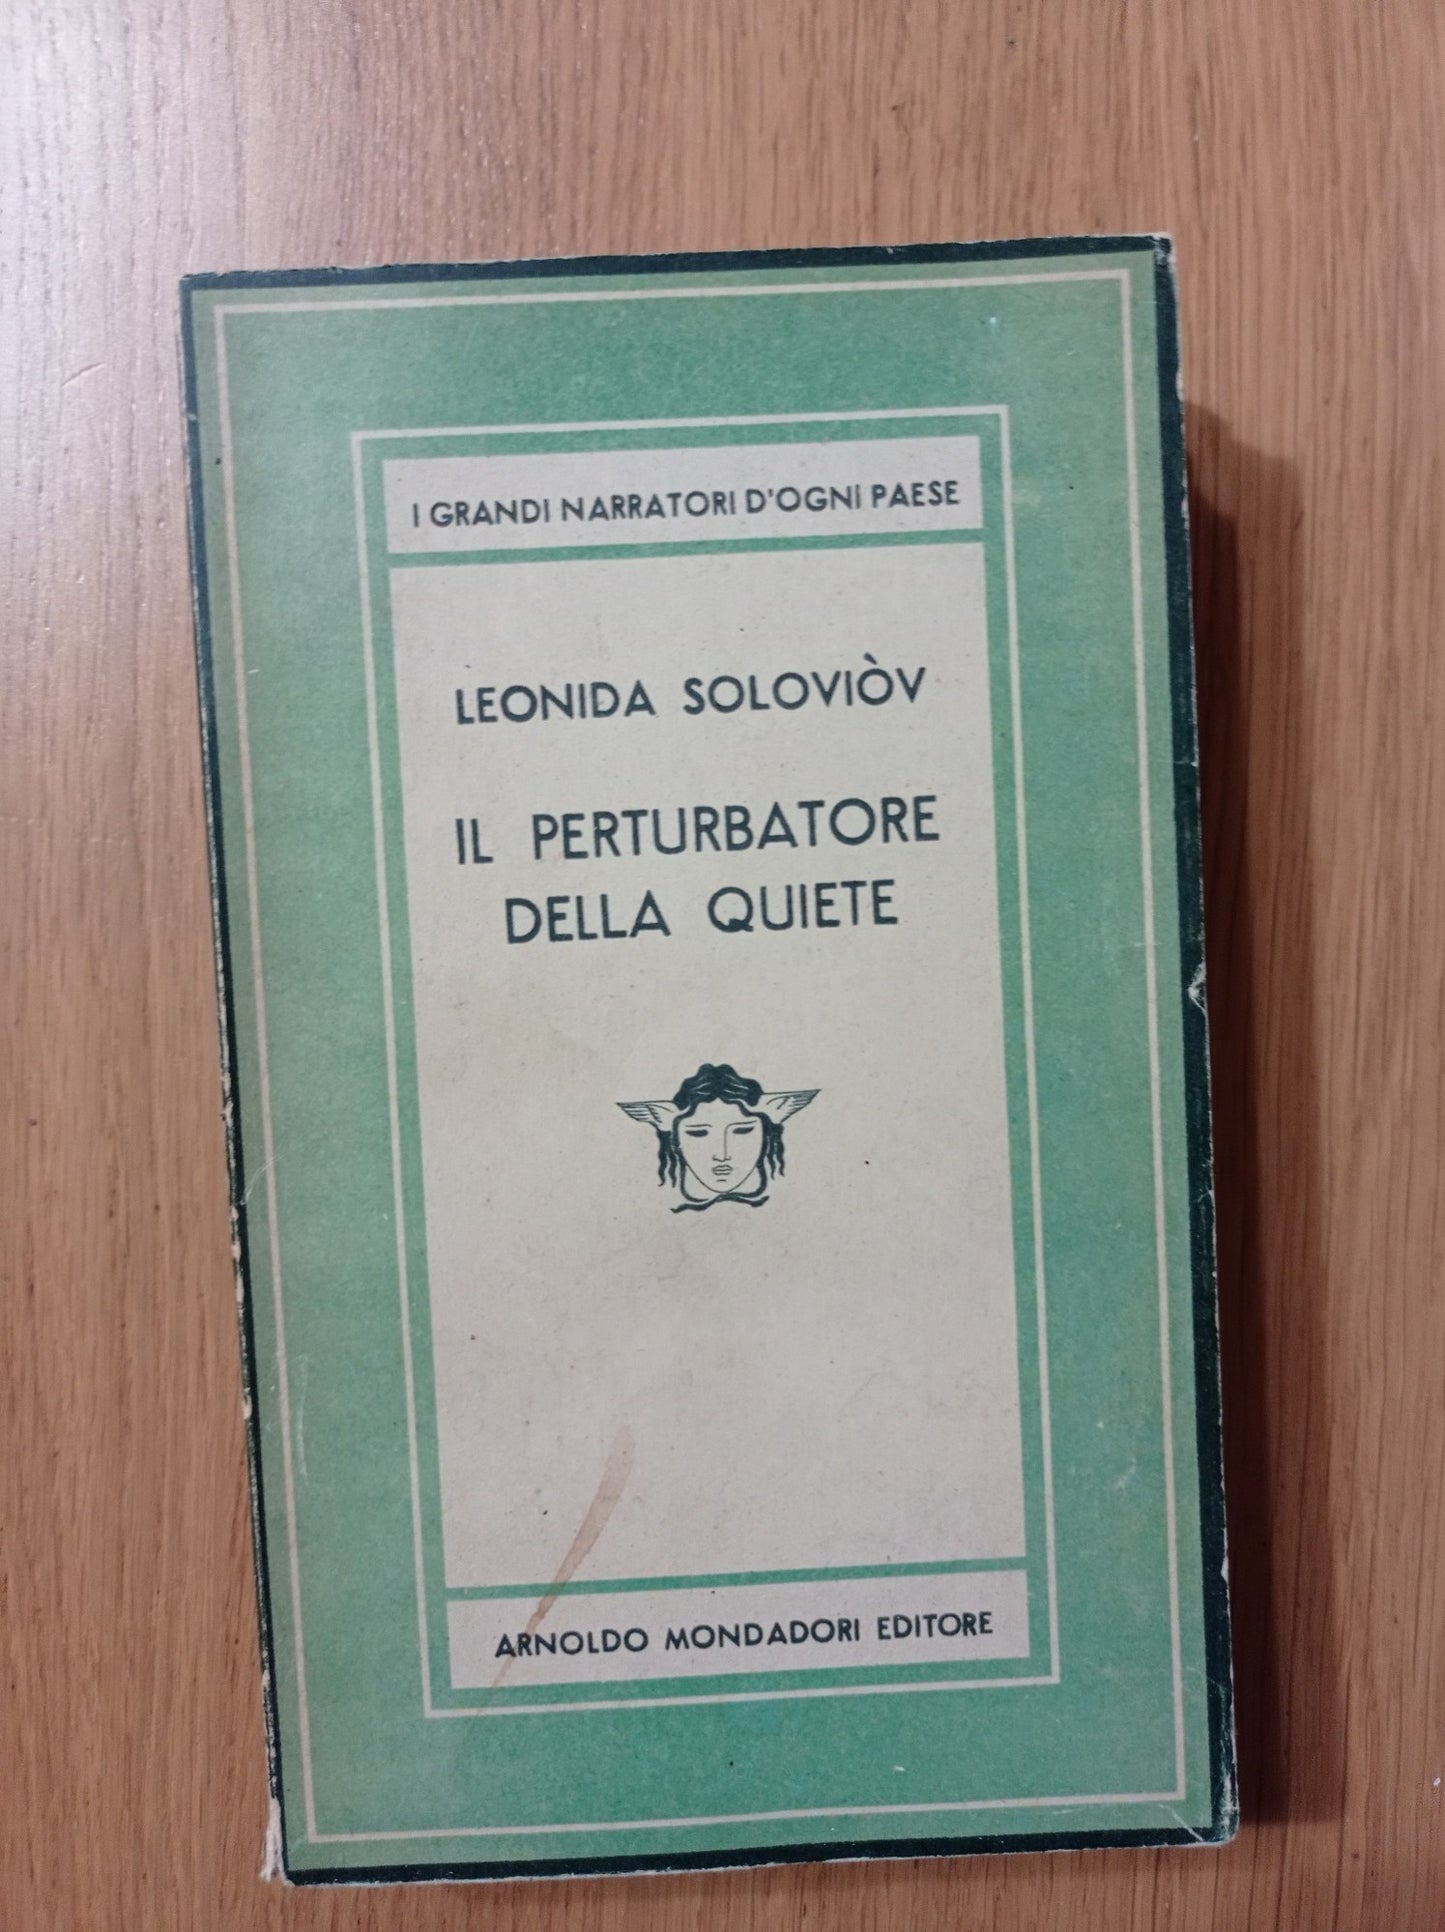 I GRANDI NARRATORI D'OGNI PAESE
LEONIDA SOLOVIÒV
IL PERTURBATORE
DELLA QUIETE
ARNOLDO MONDADORI EDITORE